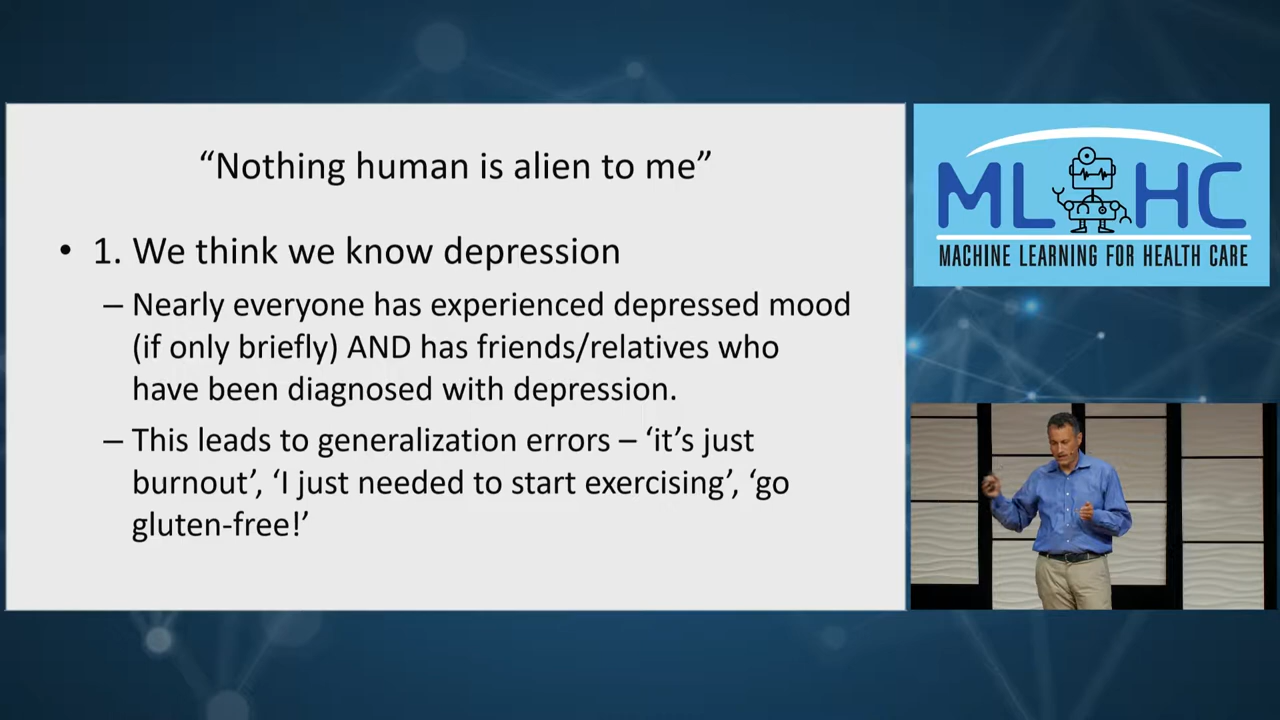 “Nothing human is alien to me”
• 1. We think we know depression
– Nearly everyone has experienced depressed mood
(if only briefly) AND has friends/relatives who
have been diagnosed with depression.
– This leads to generalization errors – ‘it’s just
burnout’, ‘I just needed to start exercising’, ‘go
gluten-free!’
ML HC
MACHINE LEARNING FOR HEALTH CARE